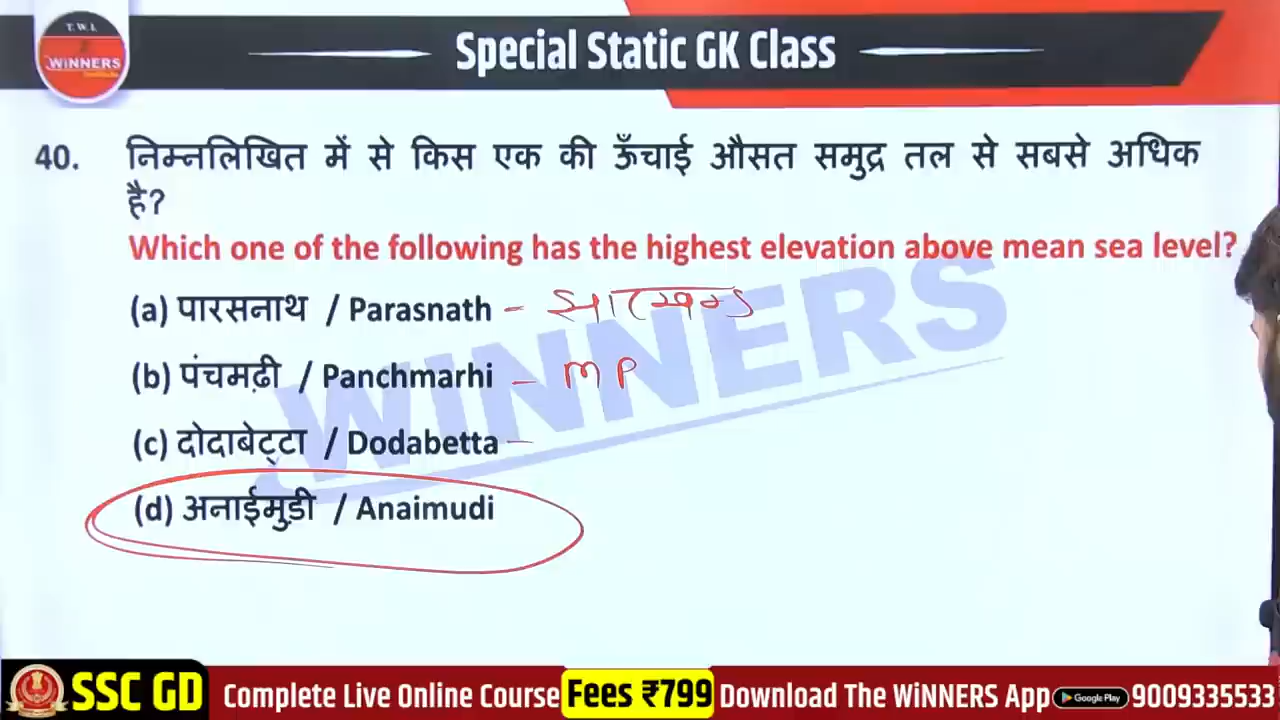 T.W.I.
WiNNERS
Institute
Special Static GK Class
40. निम्नलिखित में से किस एक की ऊँचाई औसत समुद्र तल से सबसे अधिक
है?
Which one of the following has the highest elevation above mean sea level?
(a) पारसनाथ / Parasnath - झारखण्ड
(b) पंचमढ़ी / Panchmarhi - MP
(c) दोदाबेट्टा / Dodabetta -
(d) अनाईमुड़ी / Anaimudi
WiNNERS
SSC GD Complete Live Online Course Fees ₹799 Download The WiNNERS App Google Play 9009335533